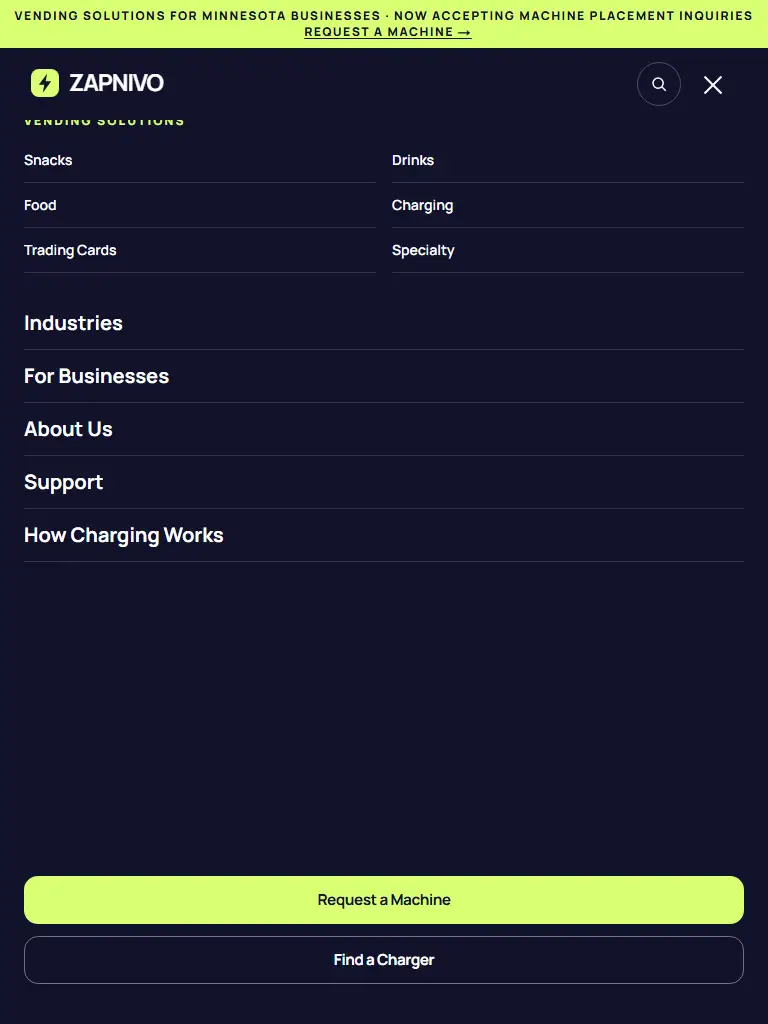 VENDING SOLUTIONS FOR MINNESOTA BUSINESSES · NOW ACCEPTING MACHINE PLACEMENT INQUIRIES
REQUEST A MACHINE →
ZAPNIVO
VENDING SOLUTIONS
Snacks
Drinks
Food
Charging
Trading Cards
Specialty
Industries
For Businesses
About Us
Support
How Charging Works
Request a Machine
Find a Charger